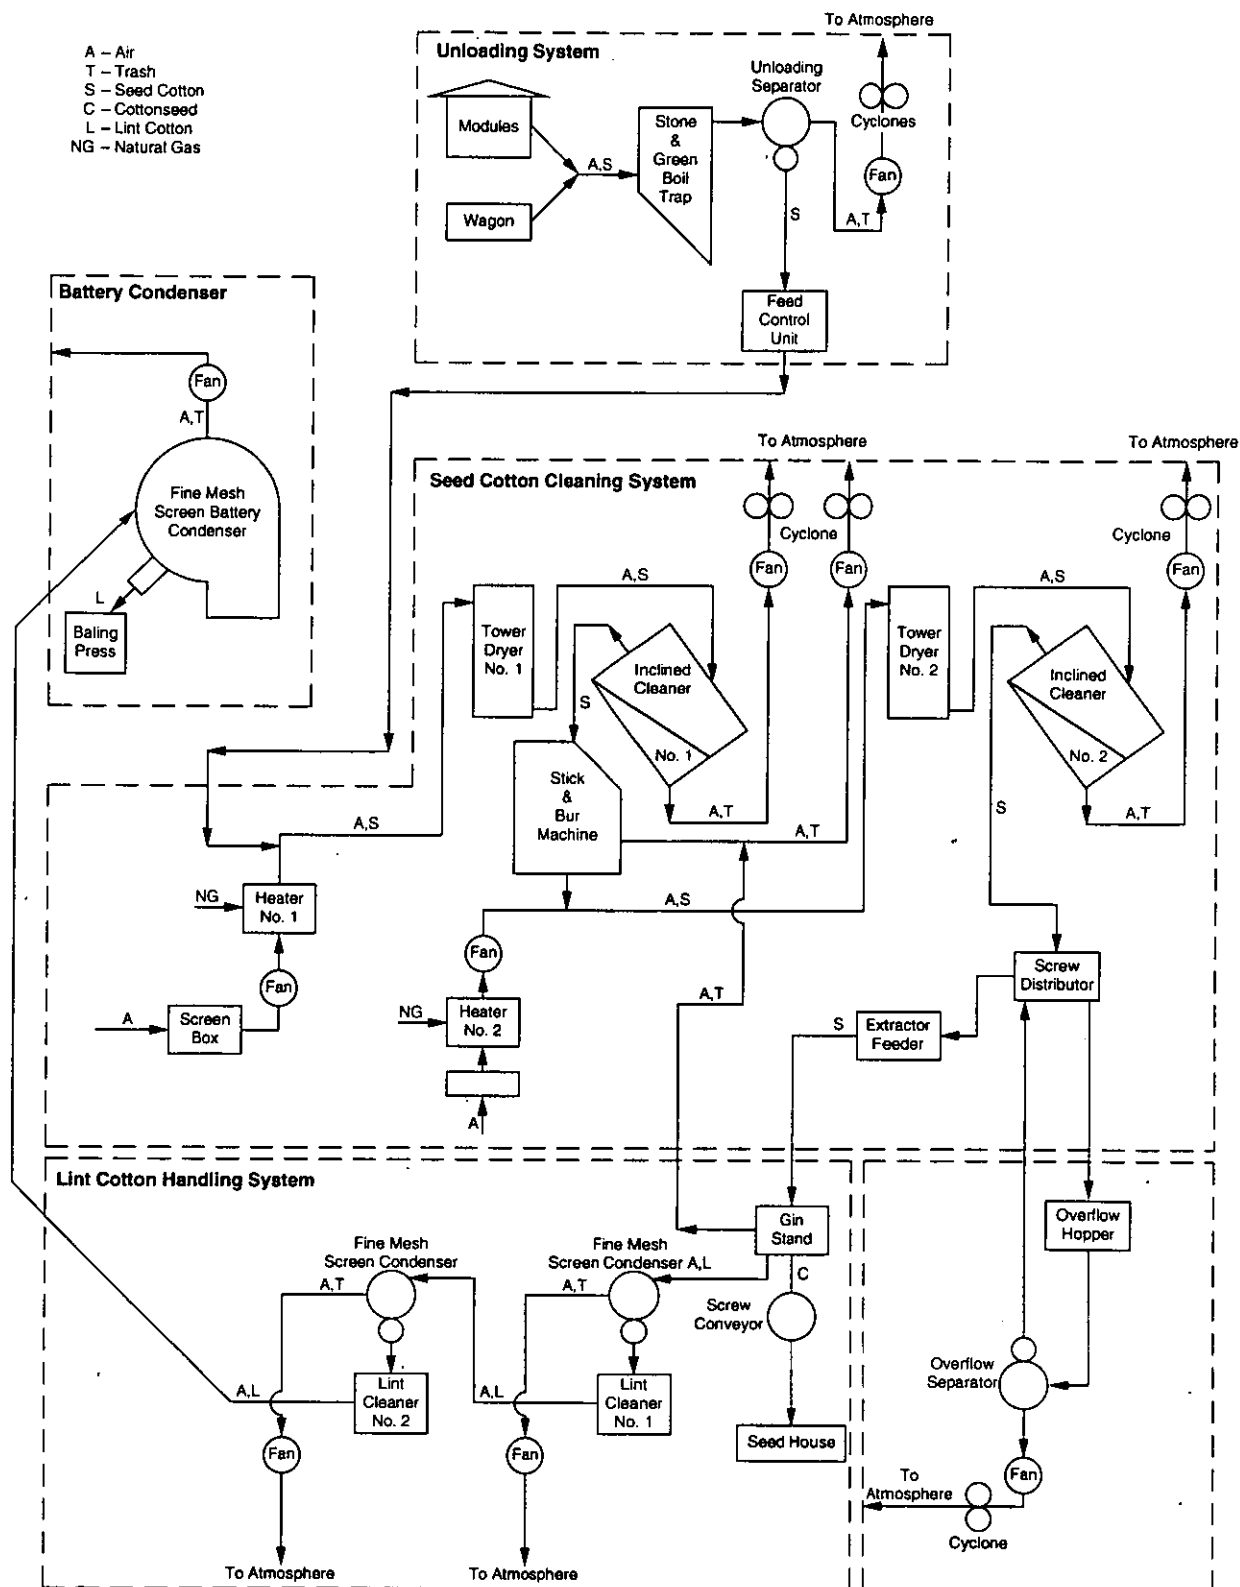 To Atmosphere
A – Air
T – Trash
S – Seed Cotton
C – Cottonseed
L – Lint Cotton
NG – Natural Gas
Unloading System
Unloading
Separator
Modules
Wagon
A,S
Stone
&
Green
Boil
Trap
Cyclones
Fan
S
A,T
Feed
Control
Unit
Battery Condenser
Fan
A,T
Fine Mesh
Screen Battery
Condenser
L
Baling
Press
To Atmosphere
To Atmosphere
Seed Cotton Cleaning System
Cyclone
Cyclone
Fan
Fan
Fan
A,S
A,S
Tower
Dryer
No. 1
Inclined
Cleaner
No. 1
S
Tower
Dryer
No. 2
Inclined
Cleaner
No. 2
S
Stick
&
Bur
Machine
A,T
A,T
A,T
A,S
NG
Heater
No. 1
Fan
A
Screen
Box
A,S
Fan
NG
Heater
No. 2
A
A,T
Screw
Distributor
S
Extractor
Feeder
Lint Cotton Handling System
Gin
Stand
Overflow
Hopper
Fine Mesh
Screen Condenser
Fine Mesh
Screen Condenser A,L
A,T
A,T
C
Screw
Conveyor
A,L
Lint
Cleaner
No. 2
A,L
Lint
Cleaner
No. 1
Overflow
Separator
Fan
Fan
Seed House
To
Atmosphere
Fan
Cyclone
To Atmosphere
To Atmosphere